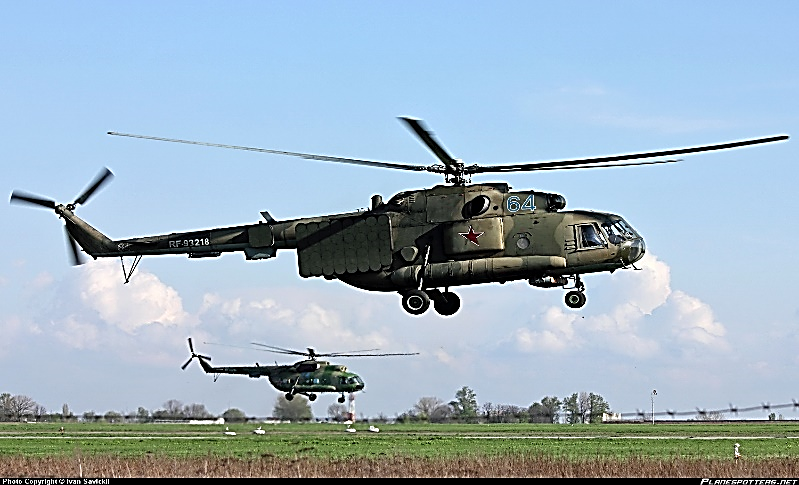 64
RF-93218
Photo Copyright © Ivan Savickii
PLANESPOTTERS.NET